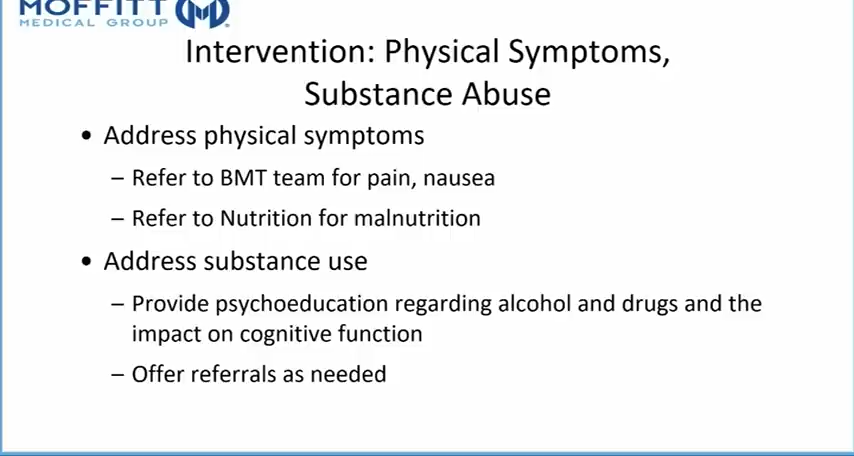 MOFFITT
MEDICAL GROUP
Intervention: Physical Symptoms,
Substance Abuse
• Address physical symptoms
– Refer to BMT team for pain, nausea
– Refer to Nutrition for malnutrition
• Address substance use
– Provide psychoeducation regarding alcohol and drugs and the
impact on cognitive function
– Offer referrals as needed